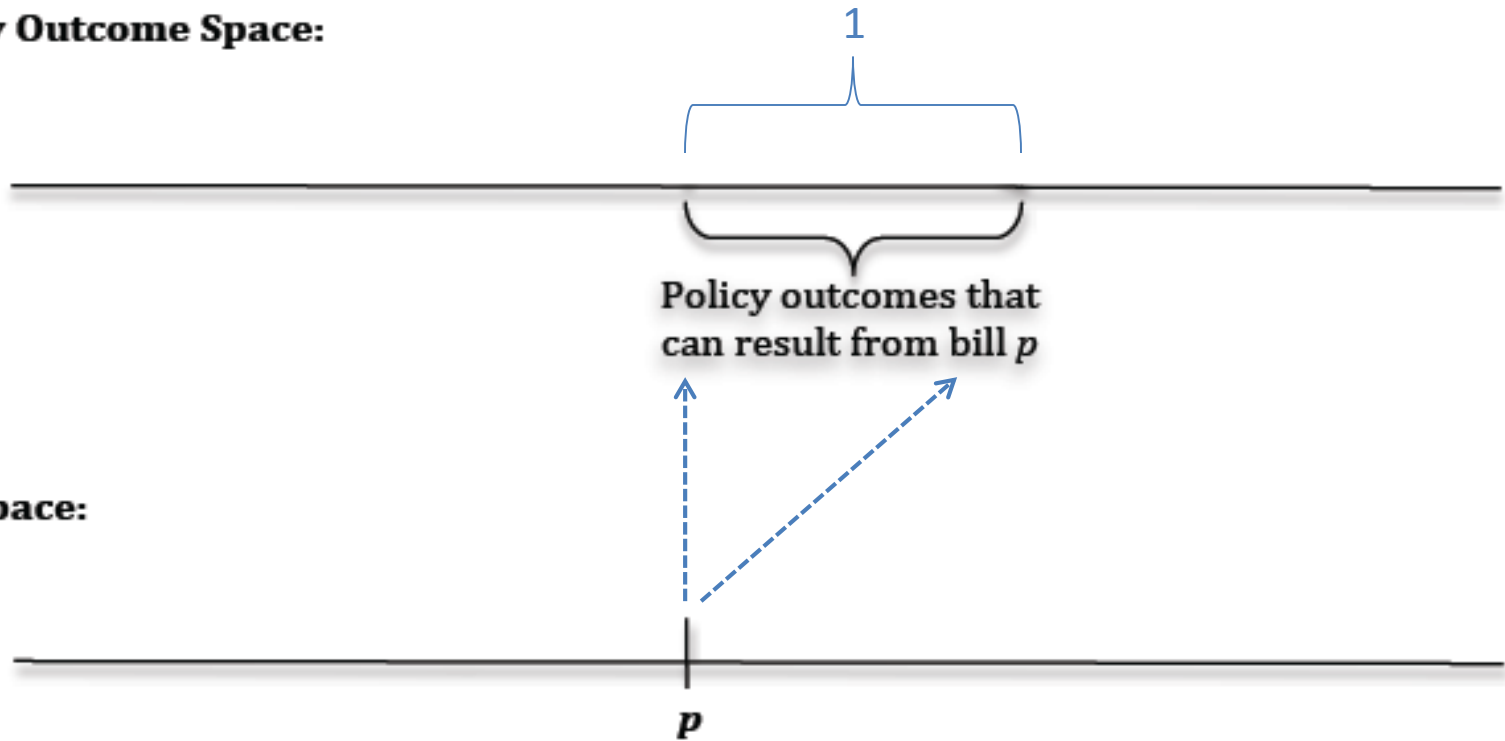 Outcome Space:
1
Policy outcomes that
can result from bill p
pace:
p